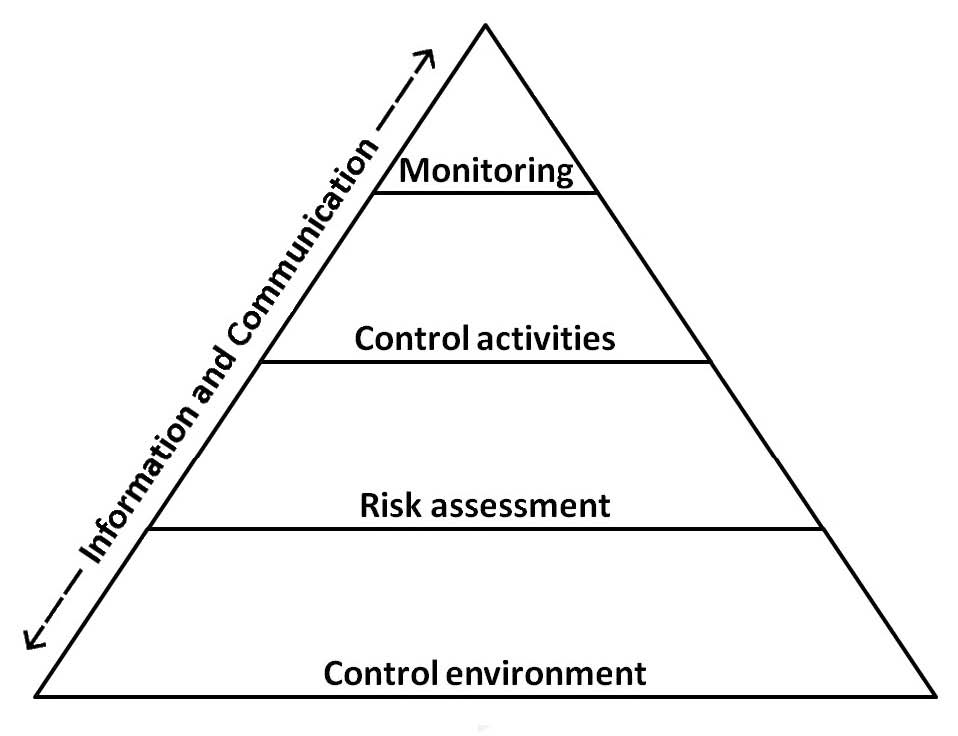 Monitoring
Control activities
Risk assessment
Control environment
Information and Communication